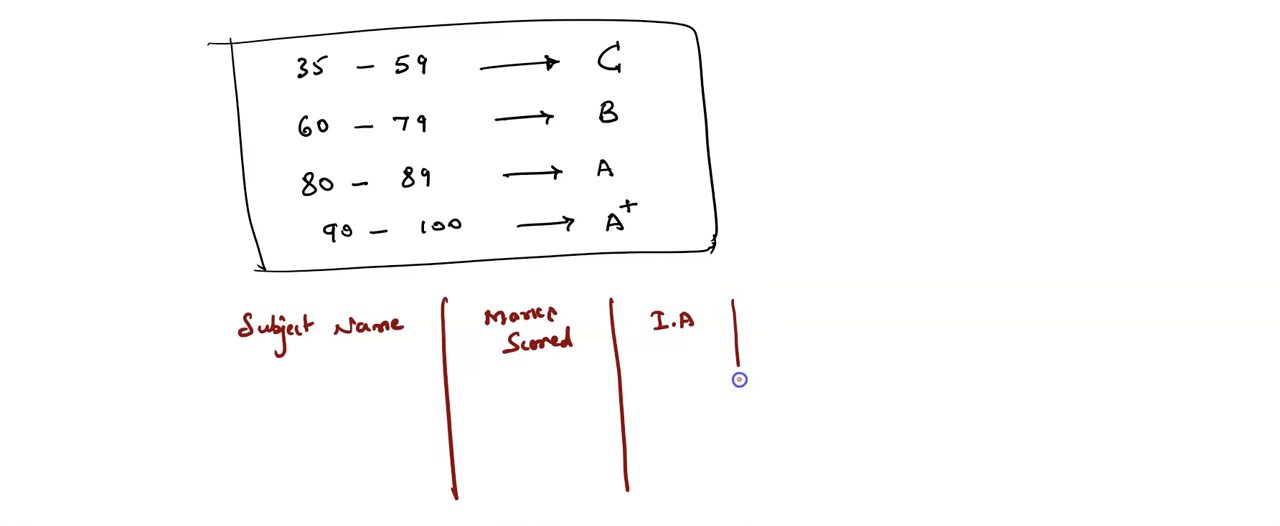 35 - 59 → C
60 - 79 → B
80 - 89 → A
90 - 100 → A+
Subject Name
Marks
Scored
I.A